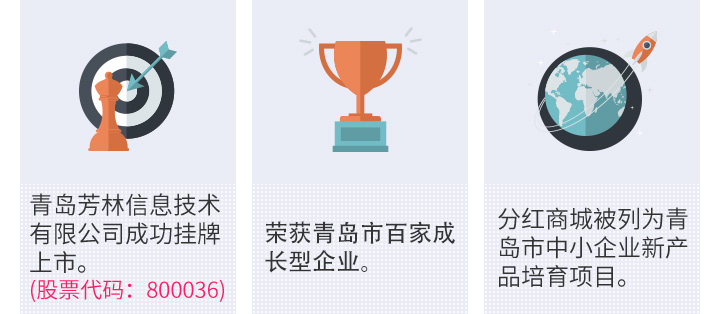 青岛芳林信息技术
有限公司成功挂牌
上市。
(股票代码：800036)
荣获青岛市百家成
长型企业。
分红商城被列为青
岛市中小企业新产
品培育项目。